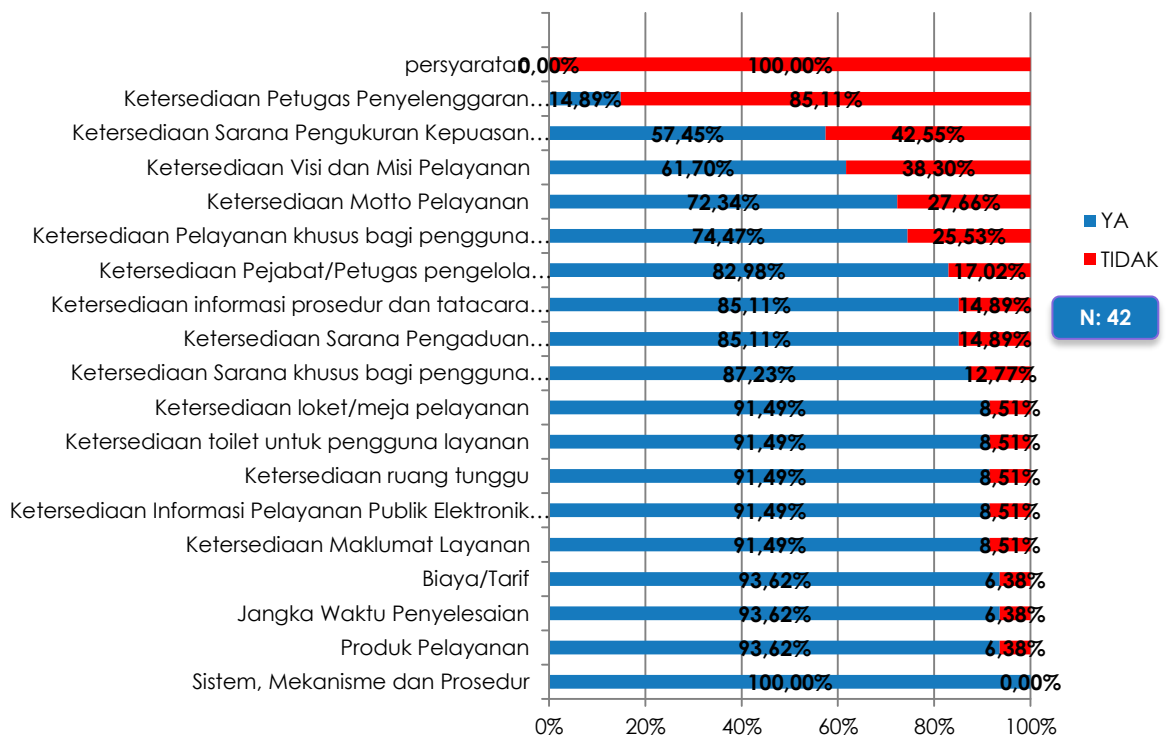 persyaratan 0,00% 100,00%
Ketersediaan Petugas Penyelenggaran… 14,89% 85,11%
Ketersediaan Sarana Pengukuran Kepuasan… 57,45% 42,55%
Ketersediaan Visi dan Misi Pelayanan 61,70% 38,30%
Ketersediaan Motto Pelayanan 72,34% 27,66%
Ketersediaan Pelayanan khusus bagi pengguna… 74,47% 25,53%
Ketersediaan Pejabat/Petugas pengelola… 82,98% 17,02%
Ketersediaan informasi prosedur dan tatacara… 85,11% 14,89%
Ketersediaan Sarana Pengaduan… 85,11% 14,89%
Ketersediaan Sarana khusus bagi pengguna… 87,23% 12,77%
Ketersediaan loket/meja pelayanan 91,49% 8,51%
Ketersediaan toilet untuk pengguna layanan 91,49% 8,51%
Ketersediaan ruang tunggu 91,49% 8,51%
Ketersediaan Informasi Pelayanan Publik Elektronik… 91,49% 8,51%
Ketersediaan Maklumat Layanan 91,49% 8,51%
Biaya/Tarif 93,62% 6,38%
Jangka Waktu Penyelesaian 93,62% 6,38%
Produk Pelayanan 93,62% 6,38%
Sistem, Mekanisme dan Prosedur 100,00% 0,00%
0% 20% 40% 60% 80% 100%
YA
TIDAK
N: 42